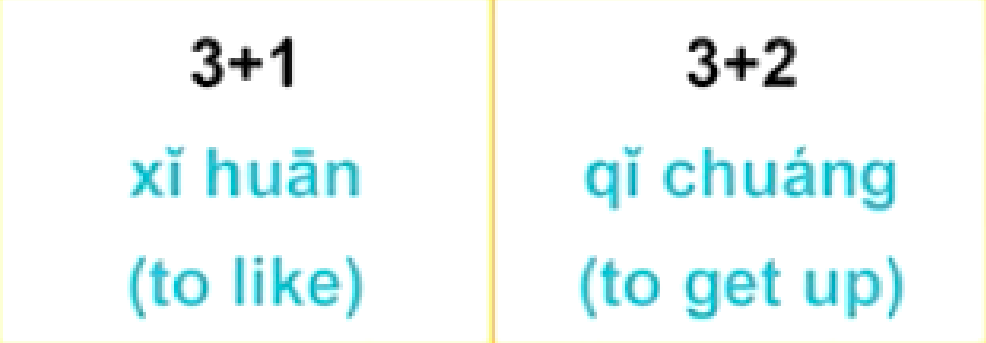 3+1 3+2
xǐ huān qǐ chuáng
(to like) (to get up)